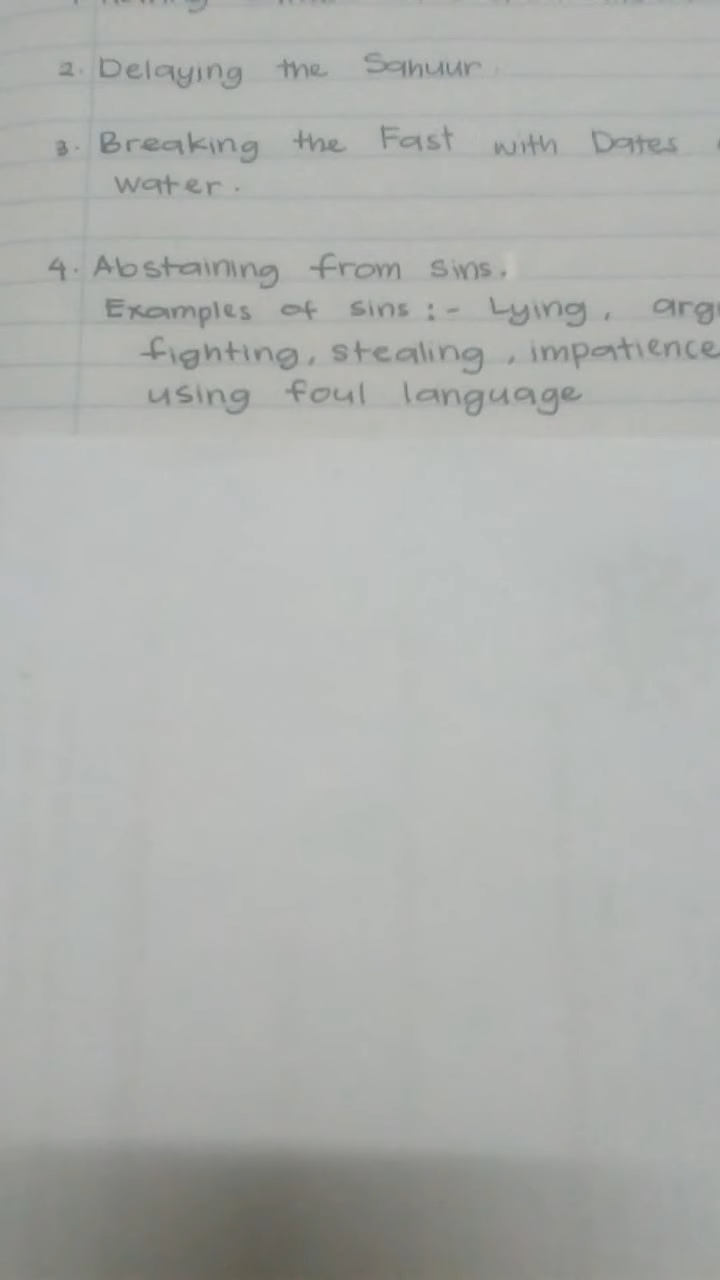 2. Delaying the Sahuur.
3. Breaking the Fast with Dates
water.
4. Abstaining from sins.
Examples of sins :- Lying,
fighting, stealing, impatience
using foul language